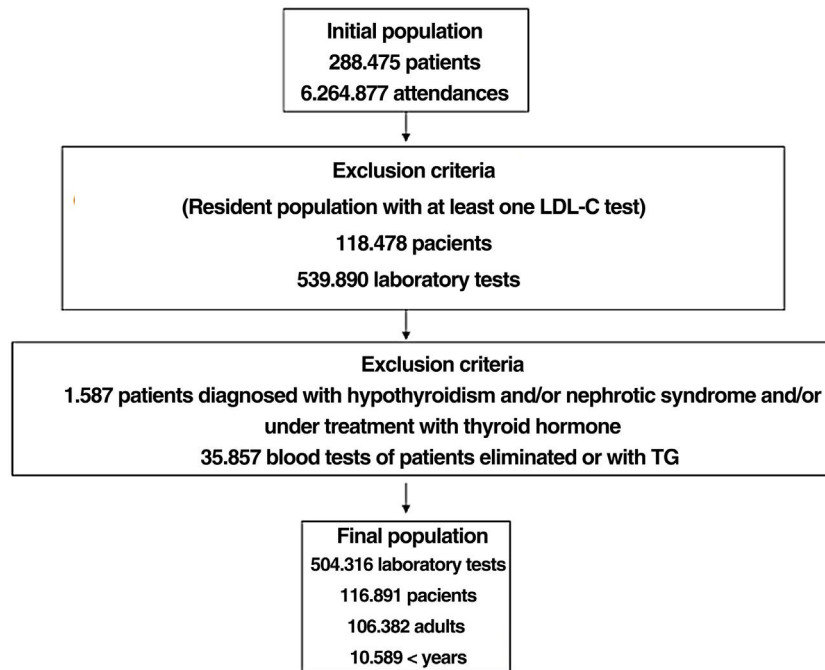 Initial population
288.475 patients
6.264.877 attendances
Exclusion criteria
(Resident population with at least one LDL-C test)
118.478 pacients
539.890 laboratory tests
Exclusion criteria
1.587 patients diagnosed with hypothyroidism and/or nephrotic syndrome and/or
under treatment with thyroid hormone
35.857 blood tests of patients eliminated or with TG
Final population
504.316 laboratory tests
116.891 pacients
106.382 adults
10.589 < years